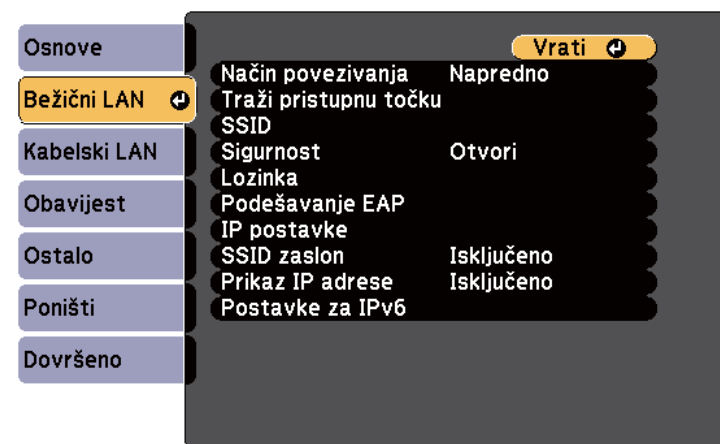 Osnove
Bežični LAN
Kabelski LAN
Obavijest
Ostalo
Poništi
Dovršeno
Vrati
Način povezivanja Napredno
Traži pristupnu točku
SSID
Sigurnost Otvori
Lozinka
Podešavanje EAP
IP postavke
SSID zaslon Isključeno
Prikaz IP adrese Isključeno
Postavke za IPv6